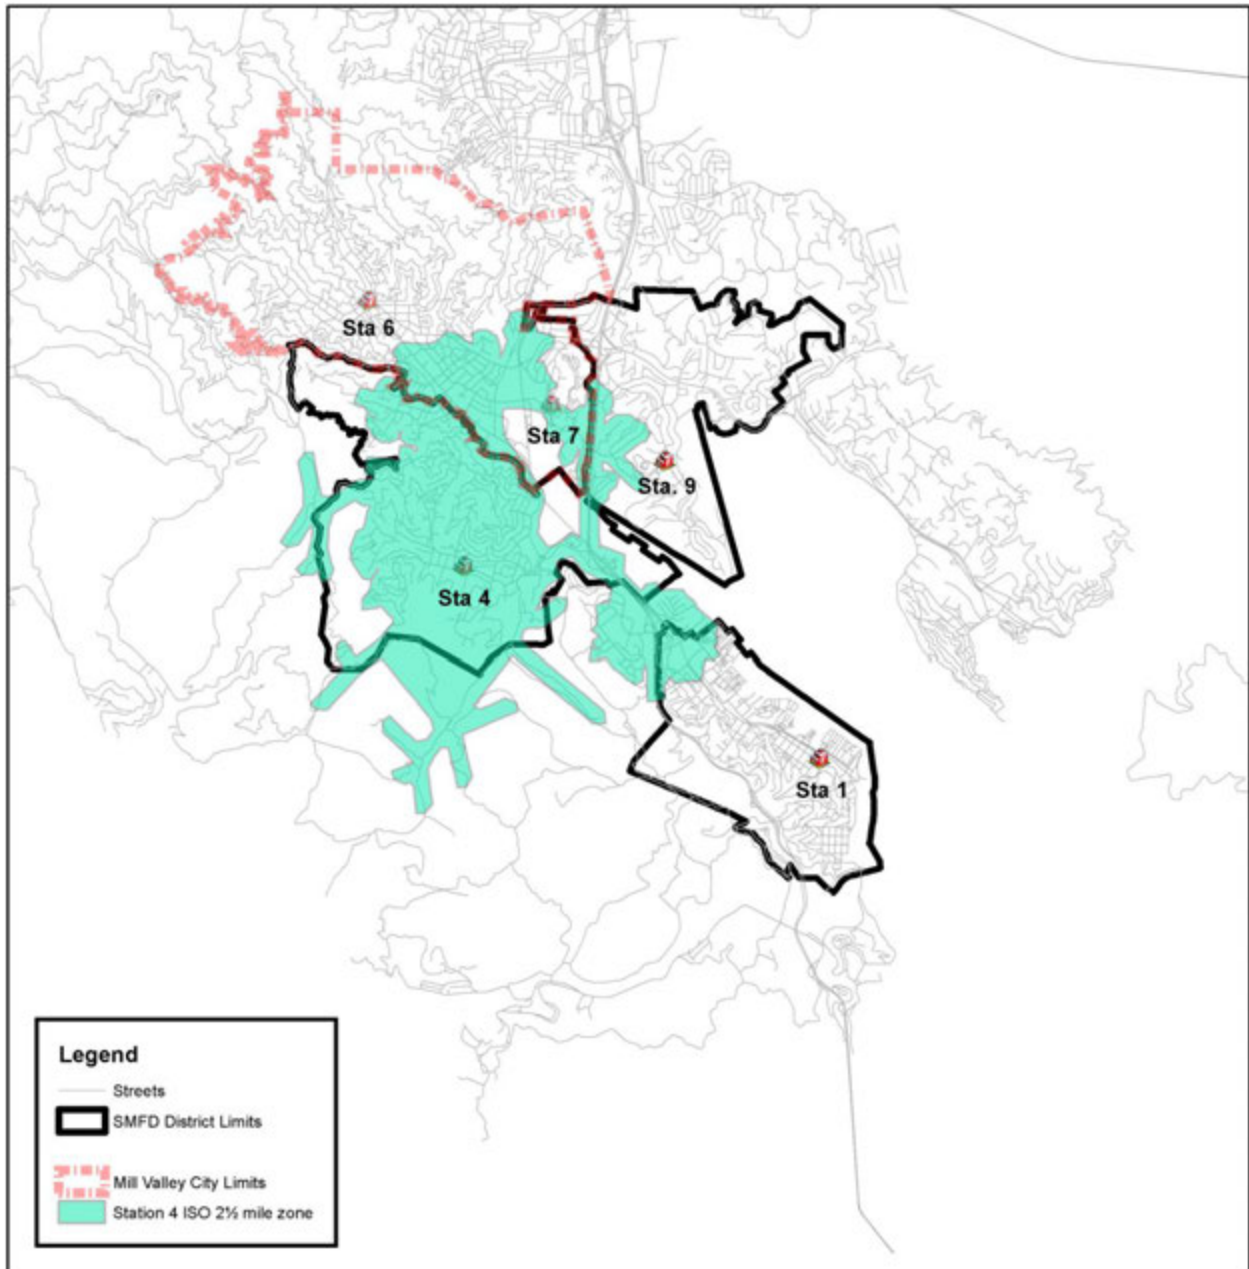 Sta 6
Sta 7
Sta. 9
Sta 4
Sta 1
Legend
Streets
SMFD District Limits
Mill Valley City Limits
Station 4 ISO 2½ mile zone